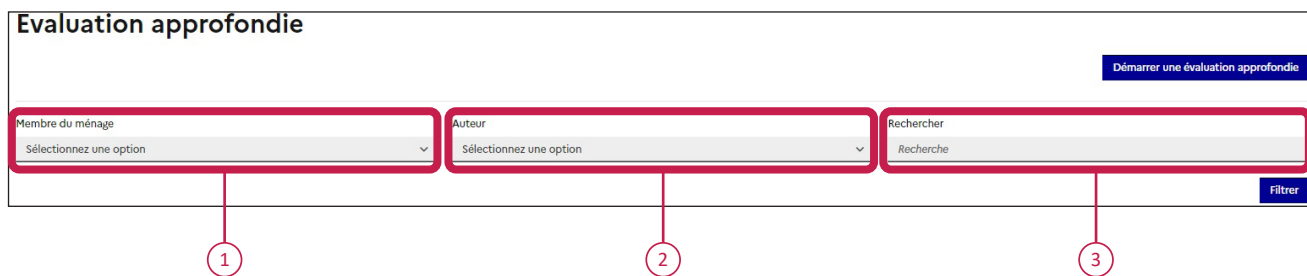 Evaluation approfondie
Démarrer une évaluation approfondie
Membre du ménage
Auteur
Rechercher
Sélectionnez une option
Sélectionnez une option
Recherche
Filtrer
1
2
3